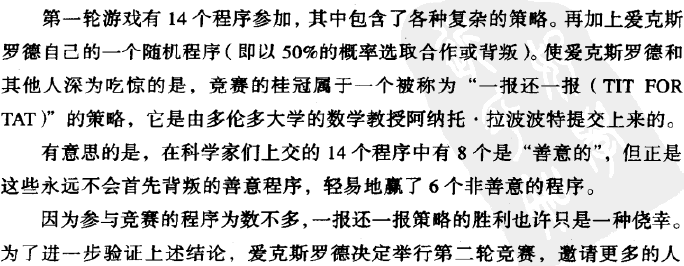 第一轮游戏有14个程序参加，其中包含了各种复杂的策略。再加上爱克斯
罗德自己的一个随机程序（即以50%的概率选取合作或背叛）。使爱克斯罗德和
其他人深为吃惊的是，竞赛的桂冠属于一个被称为“一报还一报（TIT FOR
TAT）”的策略，它是由多伦多大学的数学教授阿纳托·拉波波特提交上来的。
有意思的是，在科学家们上交的14个程序中有8个是“善意的”，但正是
这些永远不会首先背叛的善意程序，轻易地赢了6个非善意的程序。
因为参与竞赛的程序为数不多，一报还一报策略的胜利也许只是一种侥幸。
为了进一步验证上述结论，爱克斯罗德决定举行第二轮竞赛，邀请更多的人